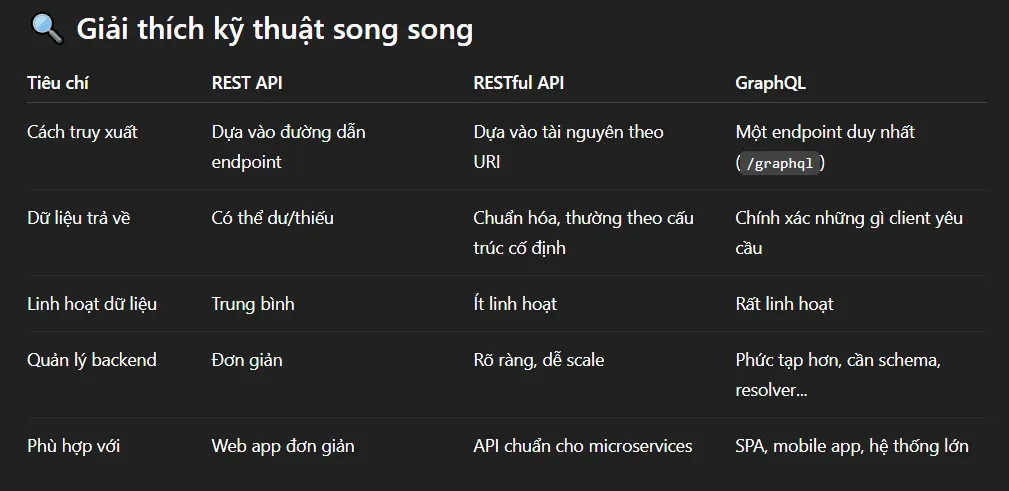 🔍 Giải thích kỹ thuật song song
Tiêu chí REST API RESTful API GraphQL
Cách truy xuất Dựa vào đường dẫn Dựa vào tài nguyên theo Một endpoint duy nhất
endpoint URI (/graphql)
Dữ liệu trả về Có thể dư/thiếu Chuẩn hóa, thường theo cấu Chính xác những gì client yêu
trúc cố định cầu
Linh hoạt dữ liệu Trung bình Ít linh hoạt Rất linh hoạt
Quản lý backend Đơn giản Rõ ràng, dễ scale Phức tạp hơn, cần schema,
resolver...
Phù hợp với Web app đơn giản API chuẩn cho microservices SPA, mobile app, hệ thống lớn